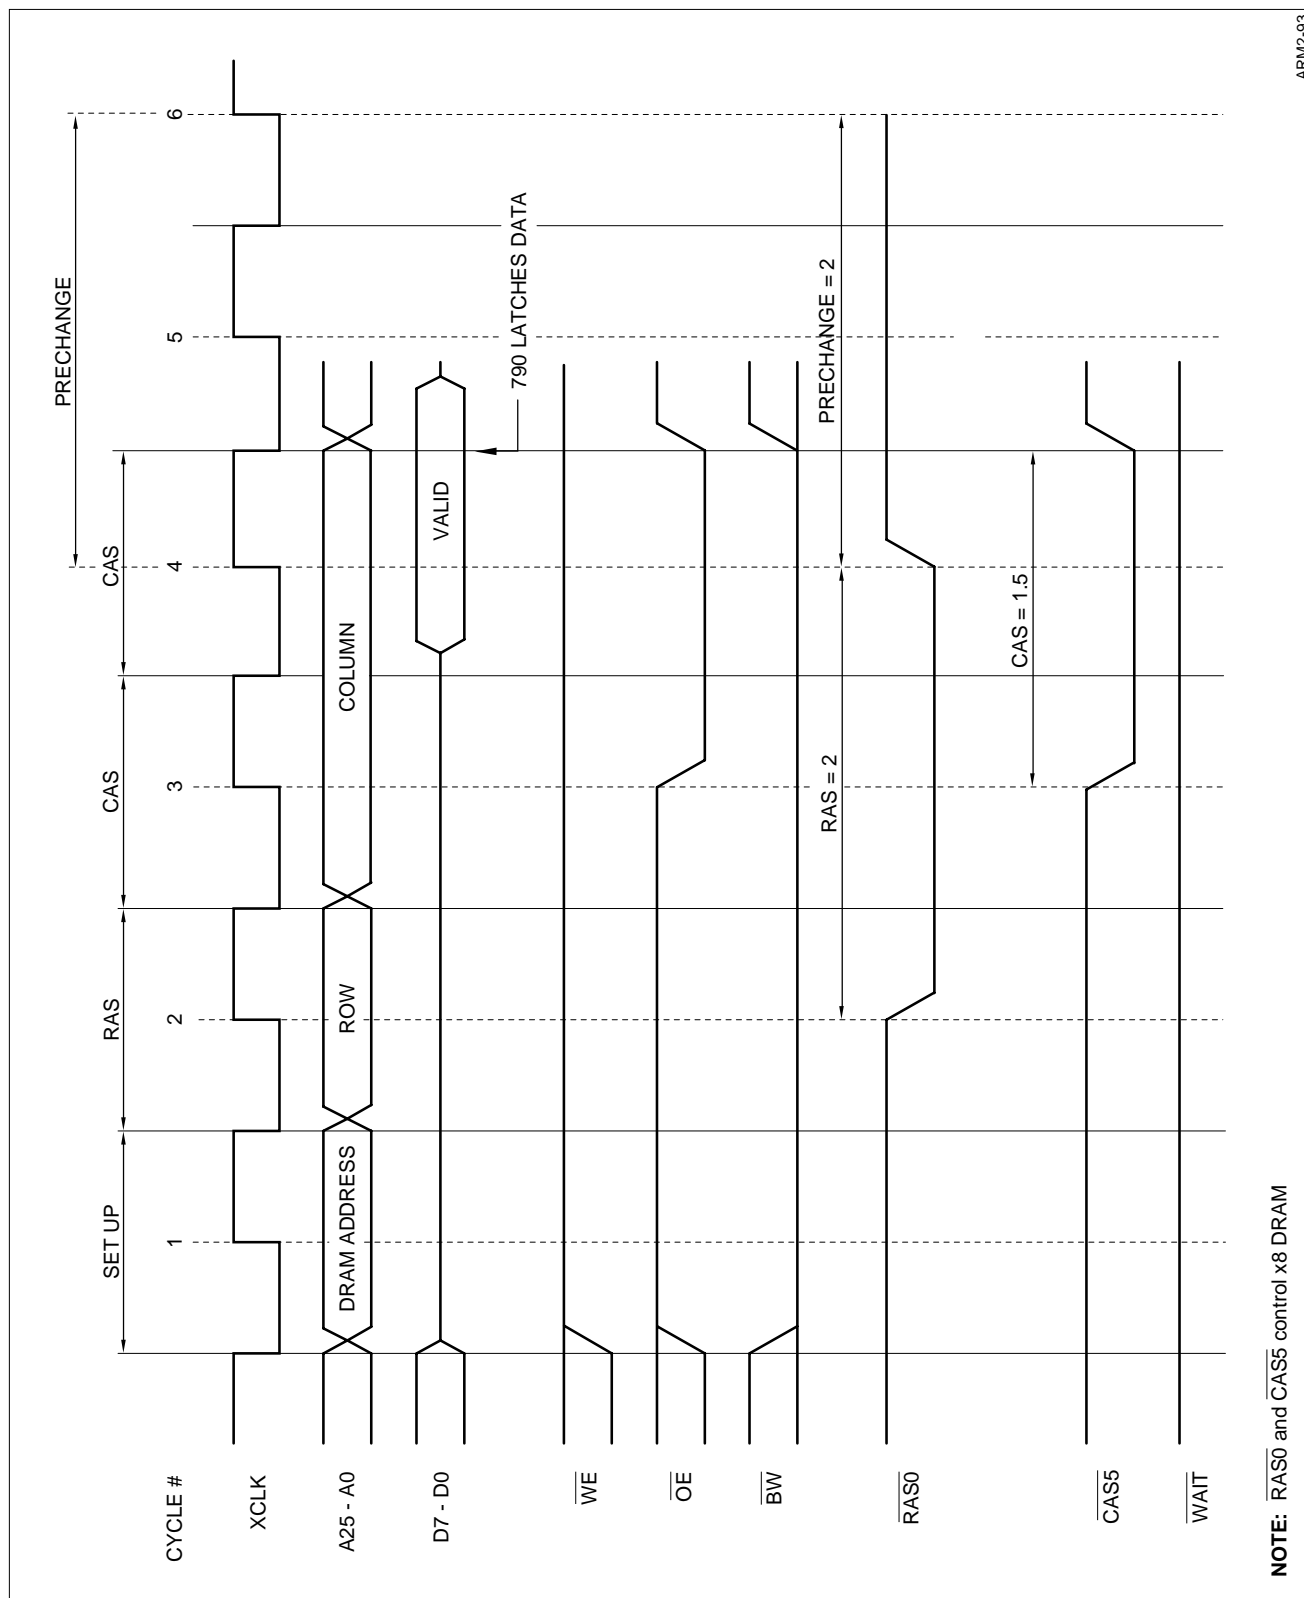 PRECHANGE
SET UP RAS CAS CAS
CYCLE # 1 2 3 4 5 6
XCLK
A25 - A0 DRAM ADDRESS ROW COLUMN
D7 - D0 VALID
790 LATCHES DATA
WE
OE
BW
RAS = 2 PRECHANGE = 2
RAS0
CAS = 1.5
CAS5
WAIT
NOTE: RAS0 and CAS5 control x8 DRAM
ARM2-93